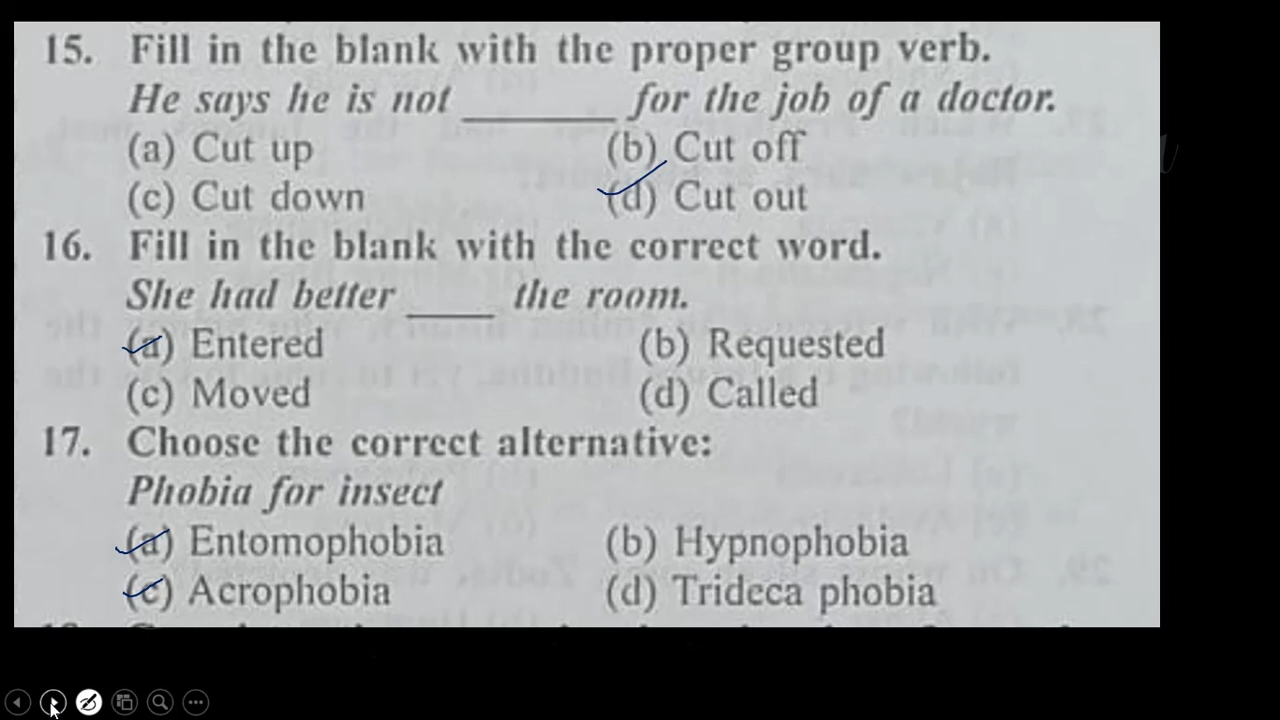 15. Fill in the blank with the proper group verb.
He says he is not ________ for the job of a doctor.
(a) Cut up (b) Cut off
(c) Cut down (d) Cut out
16. Fill in the blank with the correct word.
She had better _____ the room.
(a) Entered (b) Requested
(c) Moved (d) Called
17. Choose the correct alternative:
Phobia for insect
(a) Entomophobia (b) Hypnophobia
(c) Acrophobia (d) Trideca phobia